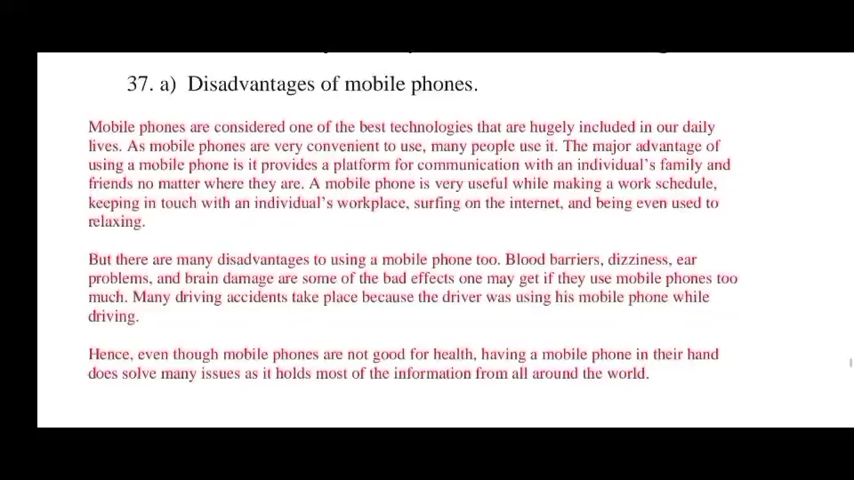 37. a) Disadvantages of mobile phones.
Mobile phones are considered one of the best technologies that are hugely included in our daily
lives. As mobile phones are very convenient to use, many people use it. The major advantage of
using a mobile phone is it provides a platform for communication with an individual's family and
friends no matter where they are. A mobile phone is very useful while making a work schedule,
keeping in touch with an individual's workplace, surfing on the internet, and being even used to
relaxing.
But there are many disadvantages to using a mobile phone too. Blood barriers, dizziness, ear
problems, and brain damage are some of the bad effects one may get if they use mobile phones too
much. Many driving accidents take place because the driver was using his mobile phone while
driving.
Hence, even though mobile phones are not good for health, having a mobile phone in their hand
does solve many issues as it holds most of the information from all around the world.